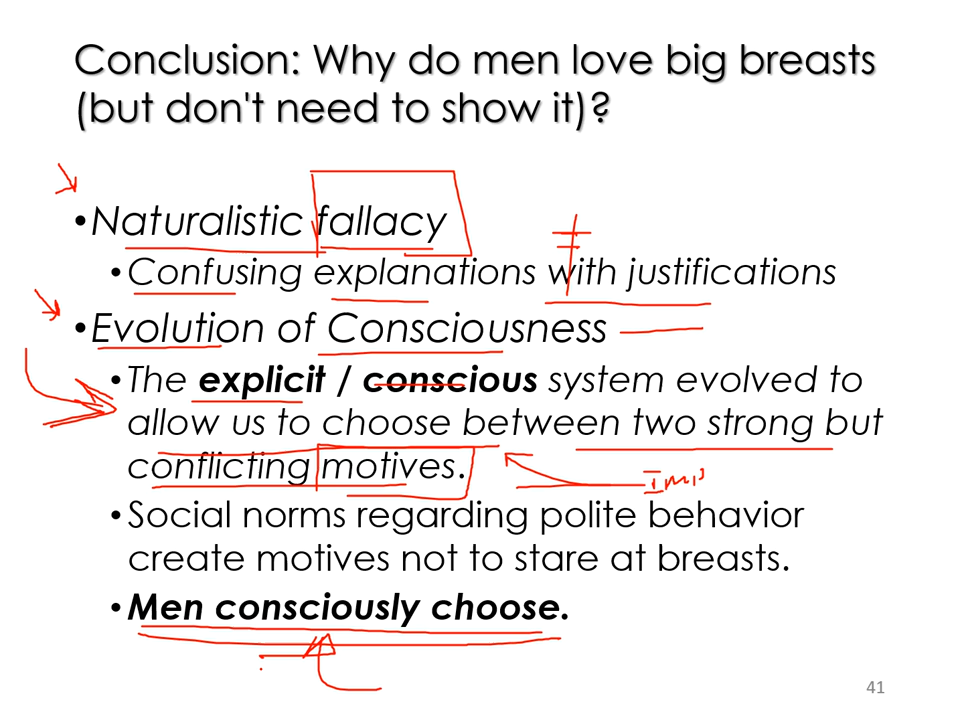 Conclusion: Why do men love big breasts
(but don't need to show it)?
•Naturalistic fallacy
•Confusing explanations with justifications
•Evolution of Consciousness
•The explicit / conscious system evolved to
allow us to choose between two strong but
conflicting motives.
•Social norms regarding polite behavior
create motives not to stare at breasts.
•Men consciously choose.
41